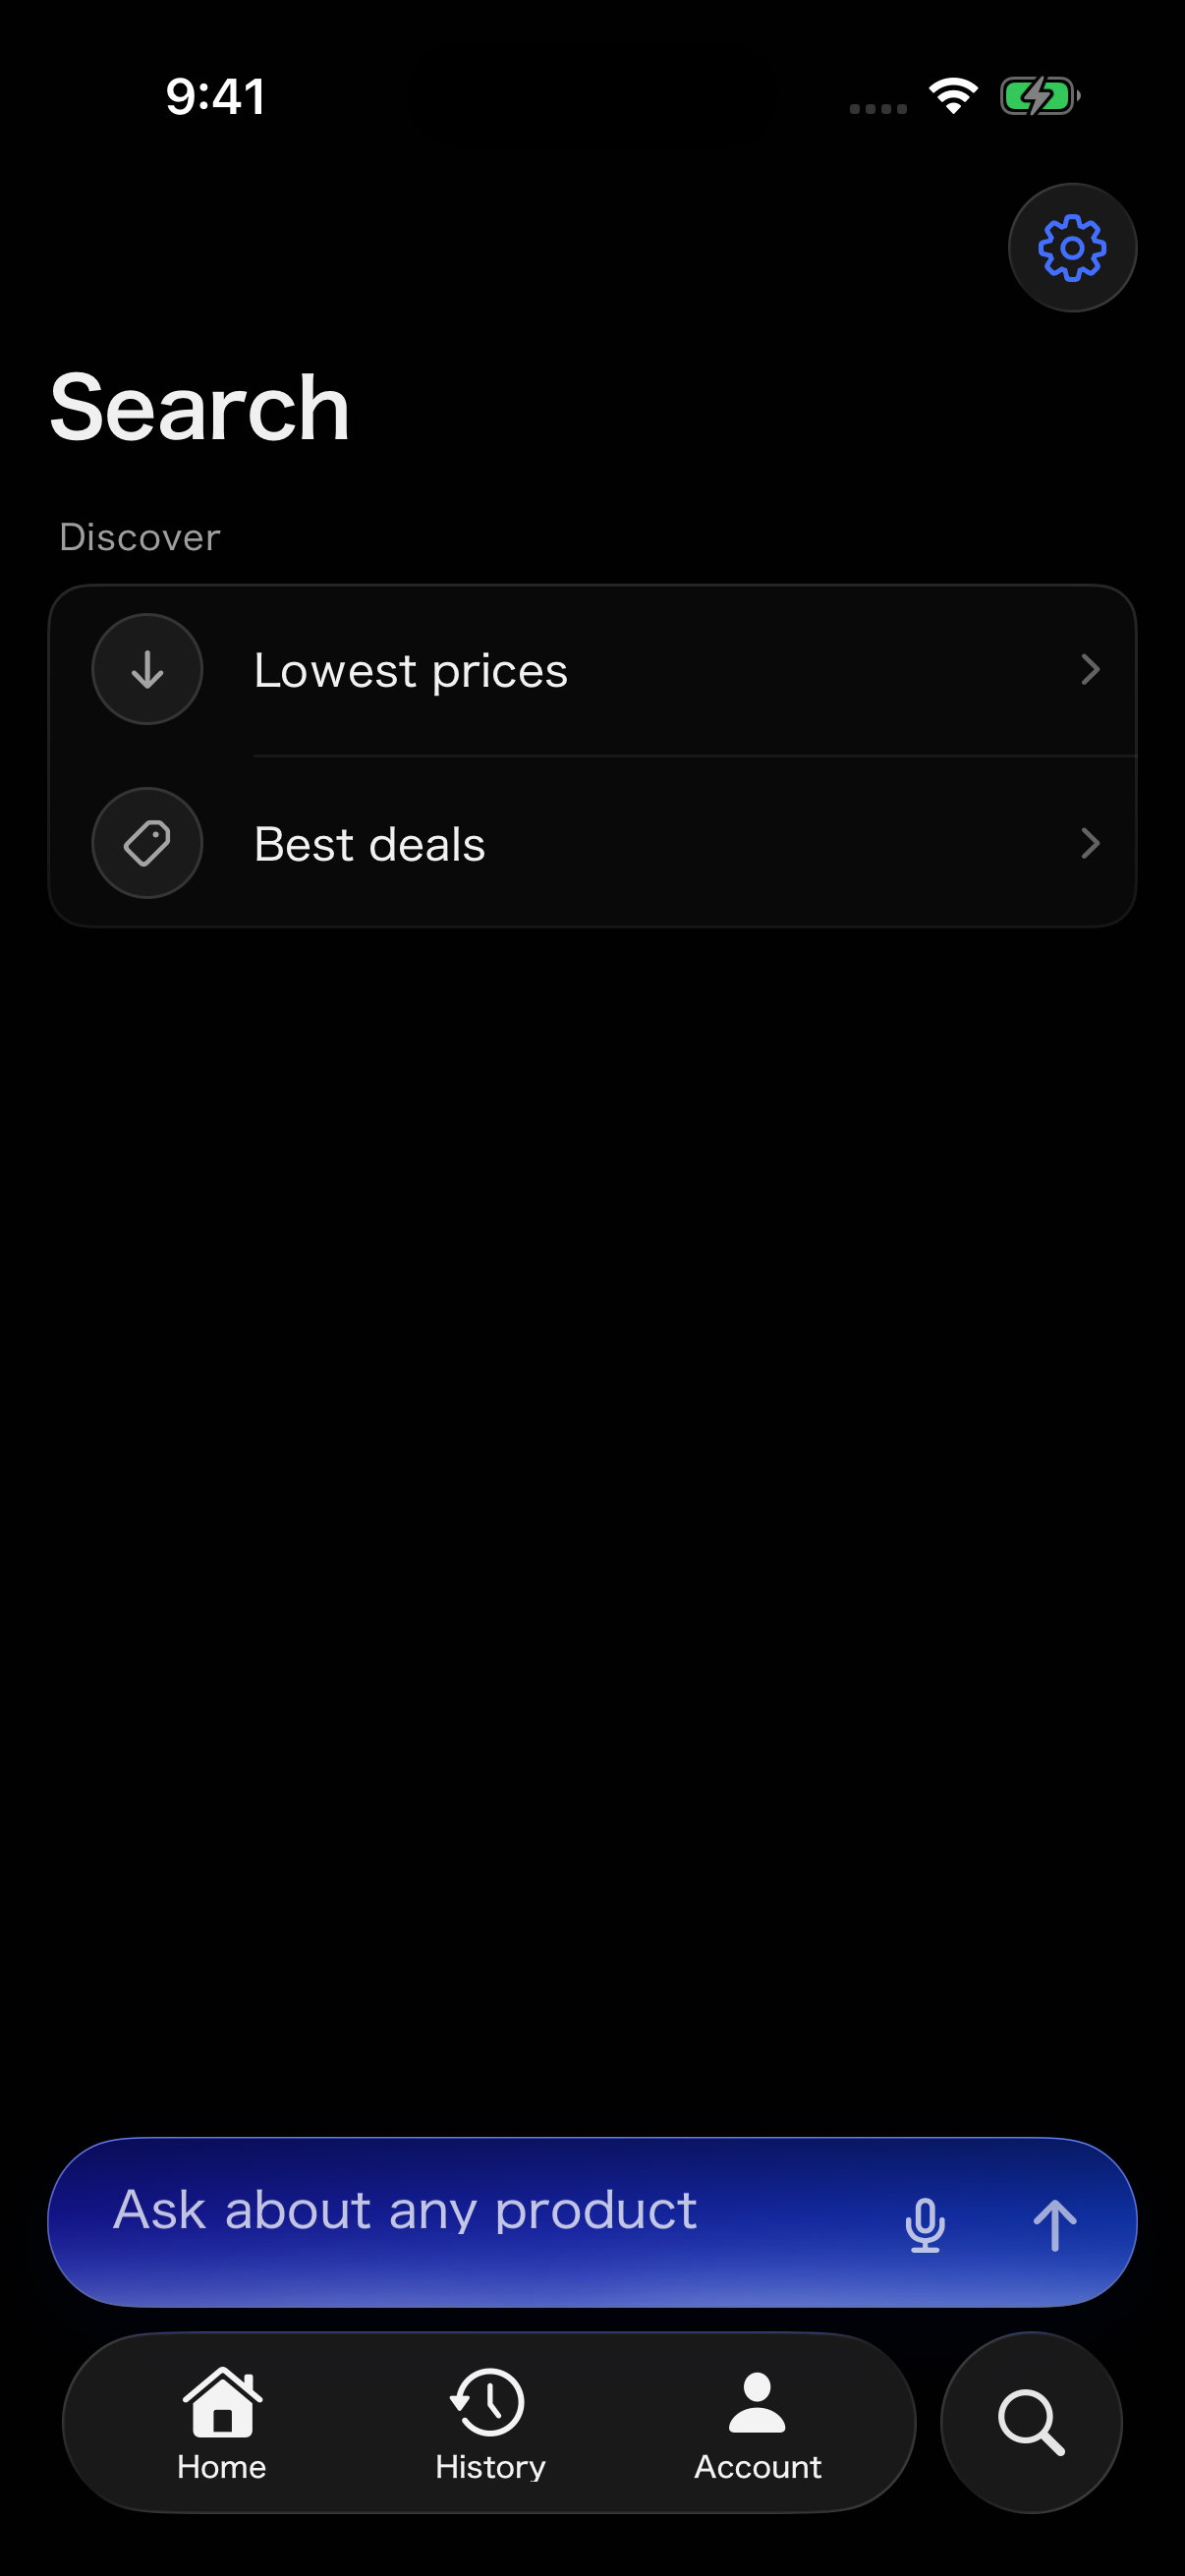 9:41
Search
Discover
Lowest prices
Best deals
Ask about any product
Home
History
Account